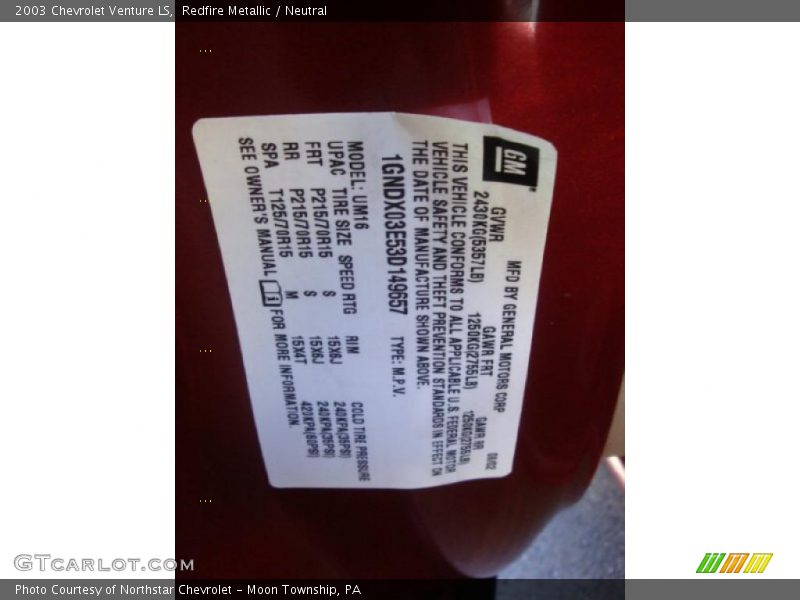 2003 Chevrolet Venture LS, Redfire Metallic / Neutral
GM
MFD BY GENERAL MOTORS CORP 08/02
GVWR GAWR FRT GAWR RR
2430KG(5357LB) 1250KG(2755LB) 1250KG(2755LB)
THIS VEHICLE CONFORMS TO ALL APPLICABLE U.S. FEDERAL MOTOR
VEHICLE SAFETY AND THEFT PREVENTION STANDARDS IN EFFECT ON
THE DATE OF MANUFACTURE SHOWN ABOVE.
1GNDX03E53D149657 TYPE: M.P.V.
MODEL: UM16
UPAC TIRE SIZE SPEED RTG RIM COLD TIRE PRESSURE
FRT P215/70R15 S 15X6J 240KPA(35PSI)
RR P215/70R15 S 15X6J 240KPA(35PSI)
SPA T125/70R15 M 15X4T 420KPA(60PSI)
SEE OWNER'S MANUAL FOR MORE INFORMATION.
GTCARLOT.COM
Photo Courtesy of Northstar Chevrolet - Moon Township, PA